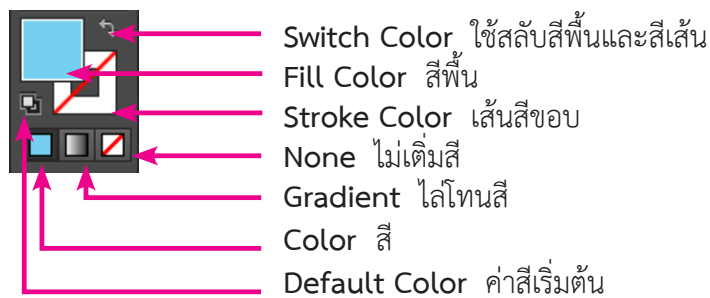 Switch Color ใช้สลับสีพื้นและสีเส้น
Fill Color สีพื้น
Stroke Color เส้นสีขอบ
None ไม่เติ่มสี
Gradient ไล่โทนสี
Color สี
Default Color ค่าสีเริ่มต้น